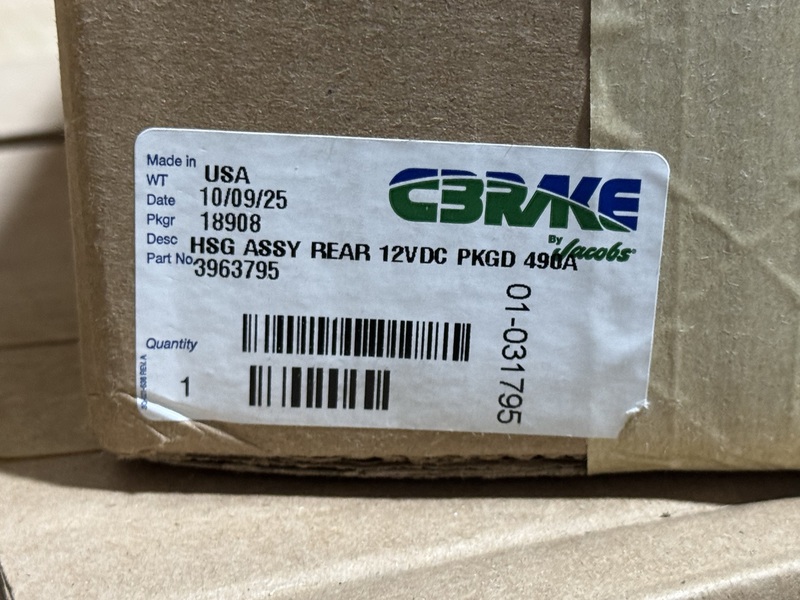 Made in USA
WT
Date 10/09/25
Pkgr 18908
Desc HSG ASSY REAR 12VDC PKGD 490A
Part No. 3963795
CBRAKE
By Jacobs
Quantity
1
01-031795